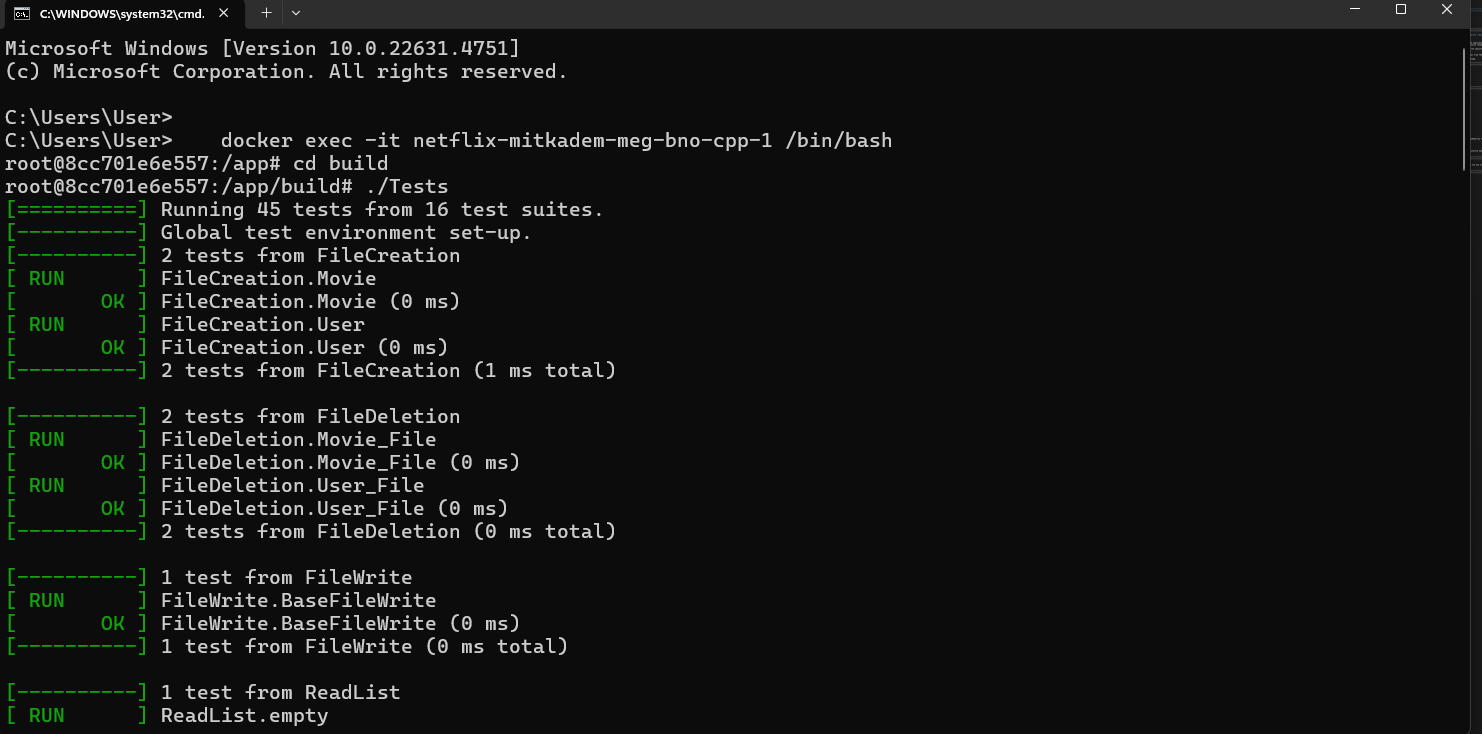 C:\WINDOWS\system32\cmd.
Microsoft Windows [Version 10.0.22631.4751]
(c) Microsoft Corporation. All rights reserved.
C:\Users\User>
C:\Users\User>    docker exec -it netflix-mitkadem-meg-bno-cpp-1 /bin/bash
root@8cc701e6e557:/app# cd build
root@8cc701e6e557:/app/build# ./Tests
[==========] Running 45 tests from 16 test suites.
[----------] Global test environment set-up.
[----------] 2 tests from FileCreation
[ RUN      ] FileCreation.Movie
[       OK ] FileCreation.Movie (0 ms)
[ RUN      ] FileCreation.User
[       OK ] FileCreation.User (0 ms)
[----------] 2 tests from FileCreation (1 ms total)
[----------] 2 tests from FileDeletion
[ RUN      ] FileDeletion.Movie_File
[       OK ] FileDeletion.Movie_File (0 ms)
[ RUN      ] FileDeletion.User_File
[       OK ] FileDeletion.User_File (0 ms)
[----------] 2 tests from FileDeletion (0 ms total)
[----------] 1 test from FileWrite
[ RUN      ] FileWrite.BaseFileWrite
[       OK ] FileWrite.BaseFileWrite (0 ms)
[----------] 1 test from FileWrite (0 ms total)
[----------] 1 test from ReadList
[ RUN      ] ReadList.empty